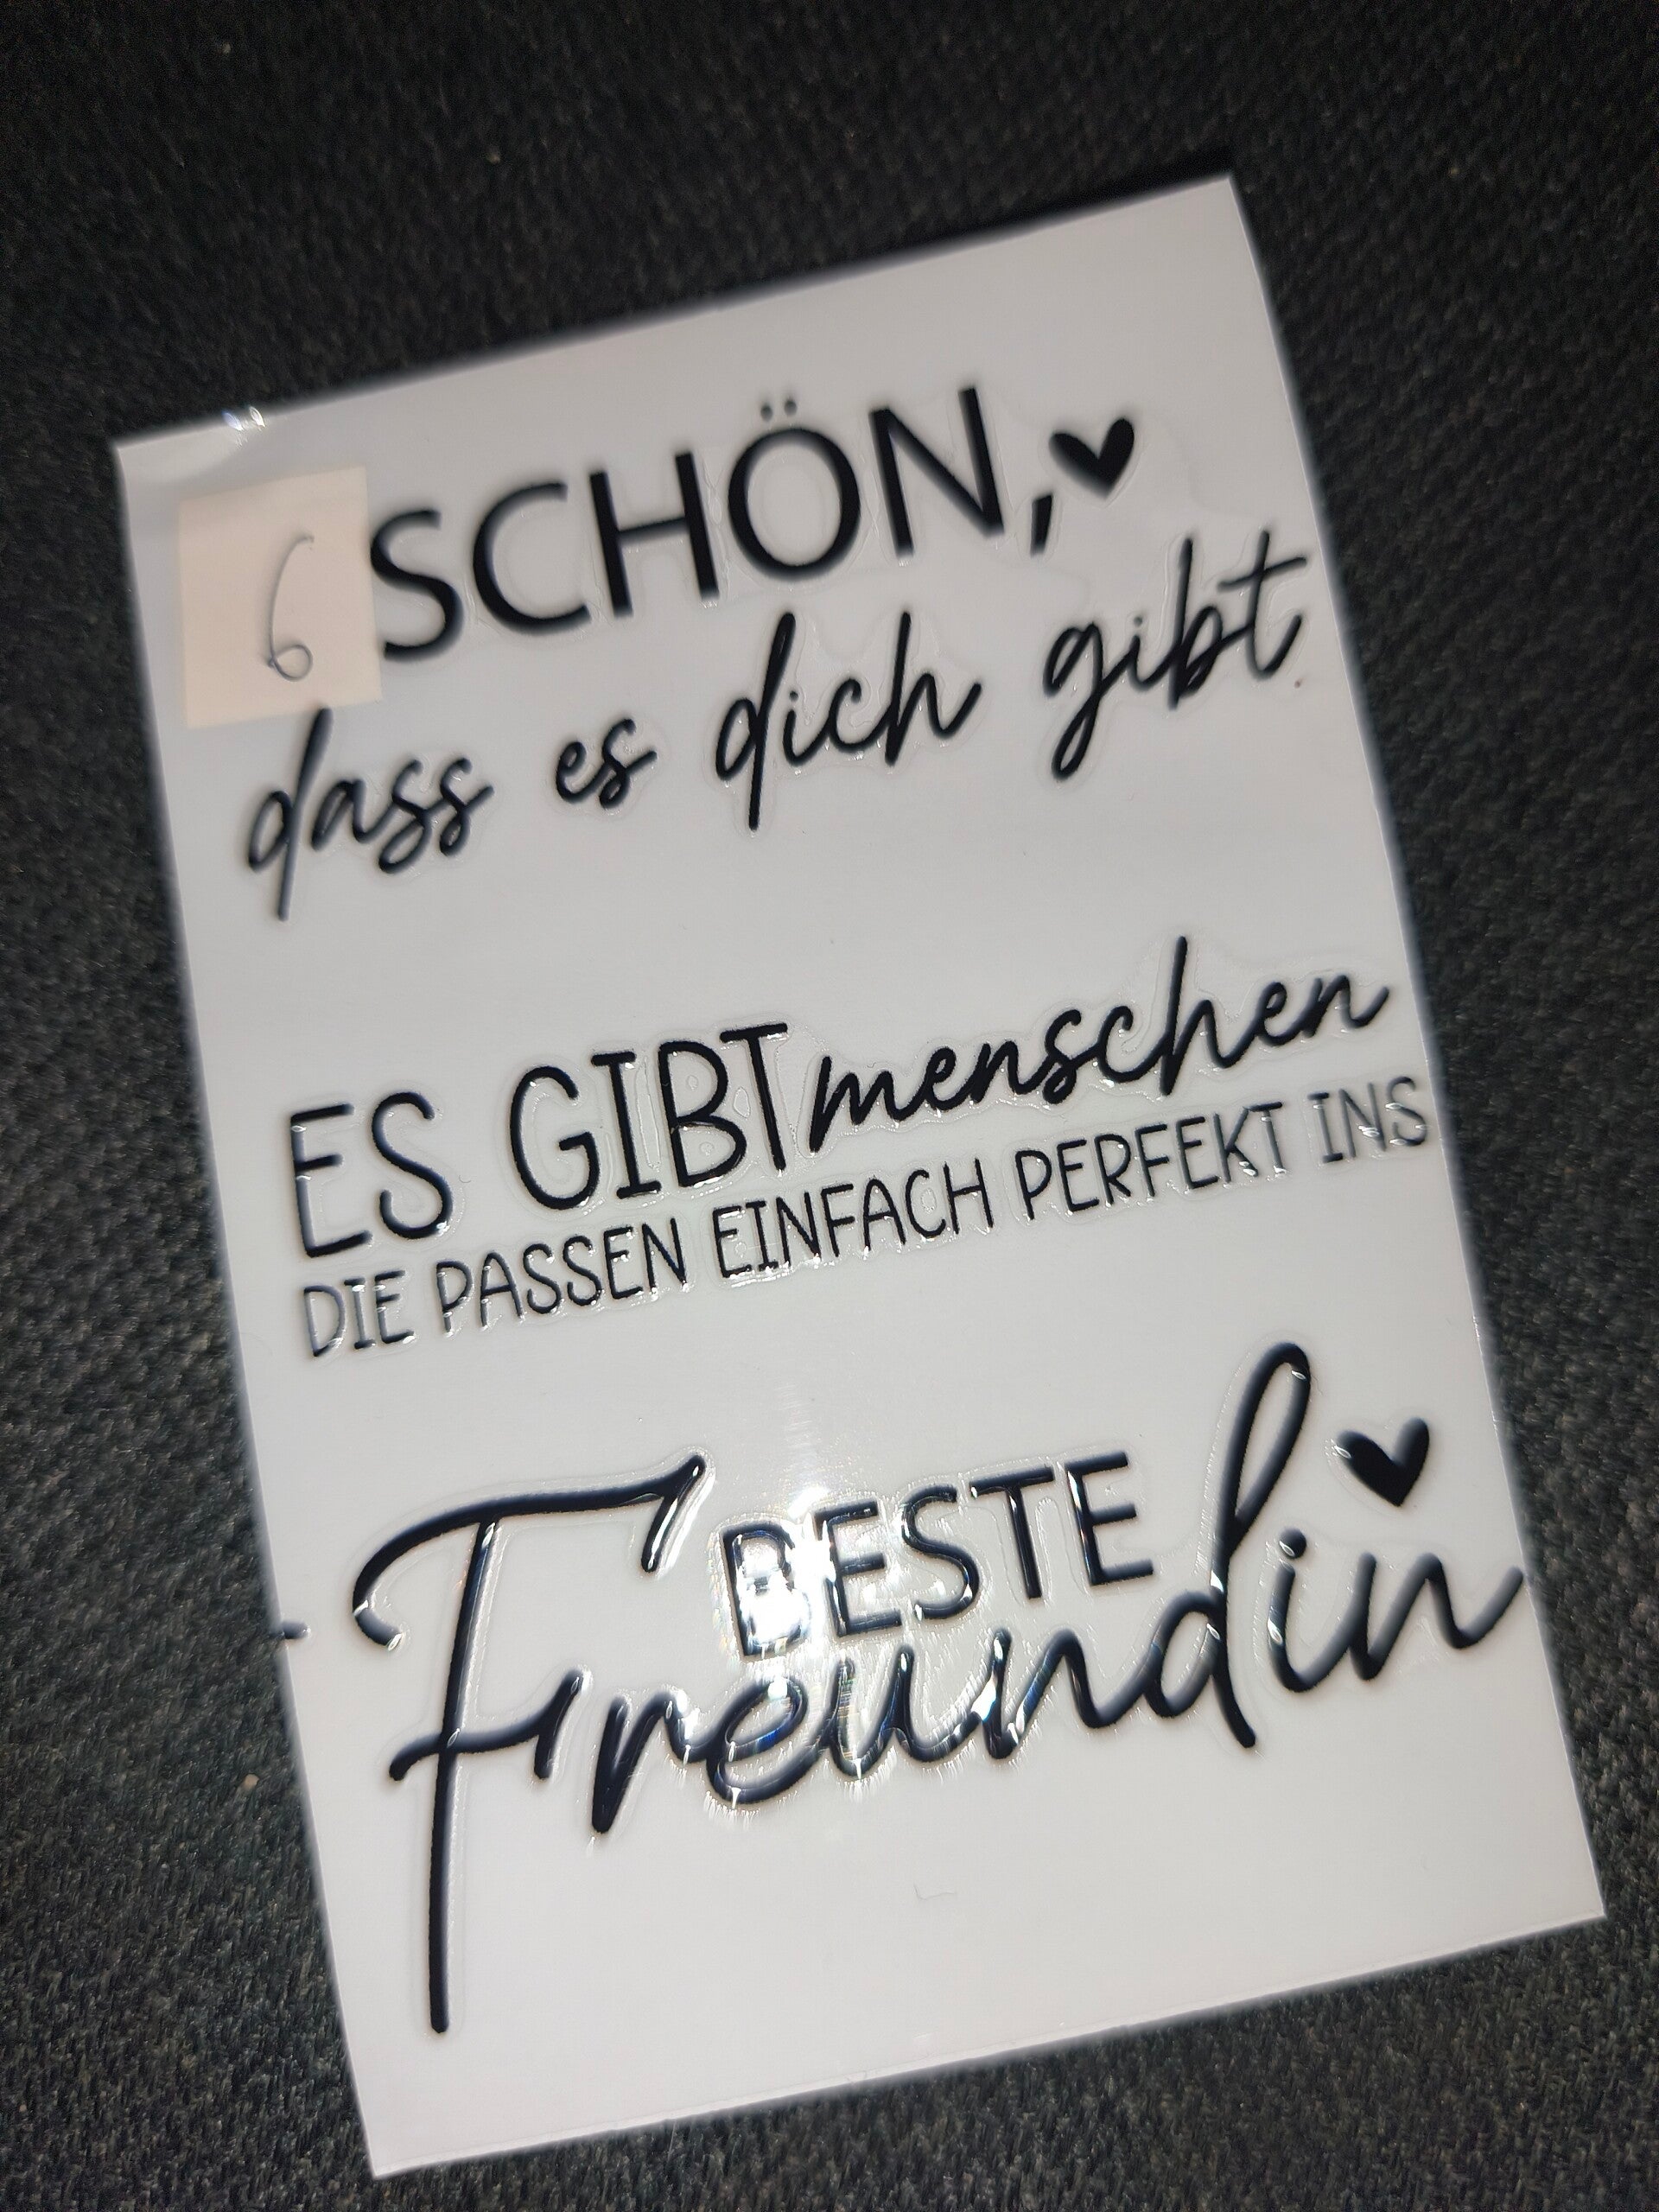 6
SCHÖN,
dass es dich gibt
ES GIBT menschen
DIE PASSEN EINFACH PERFEKT INS
BESTE
Freundin